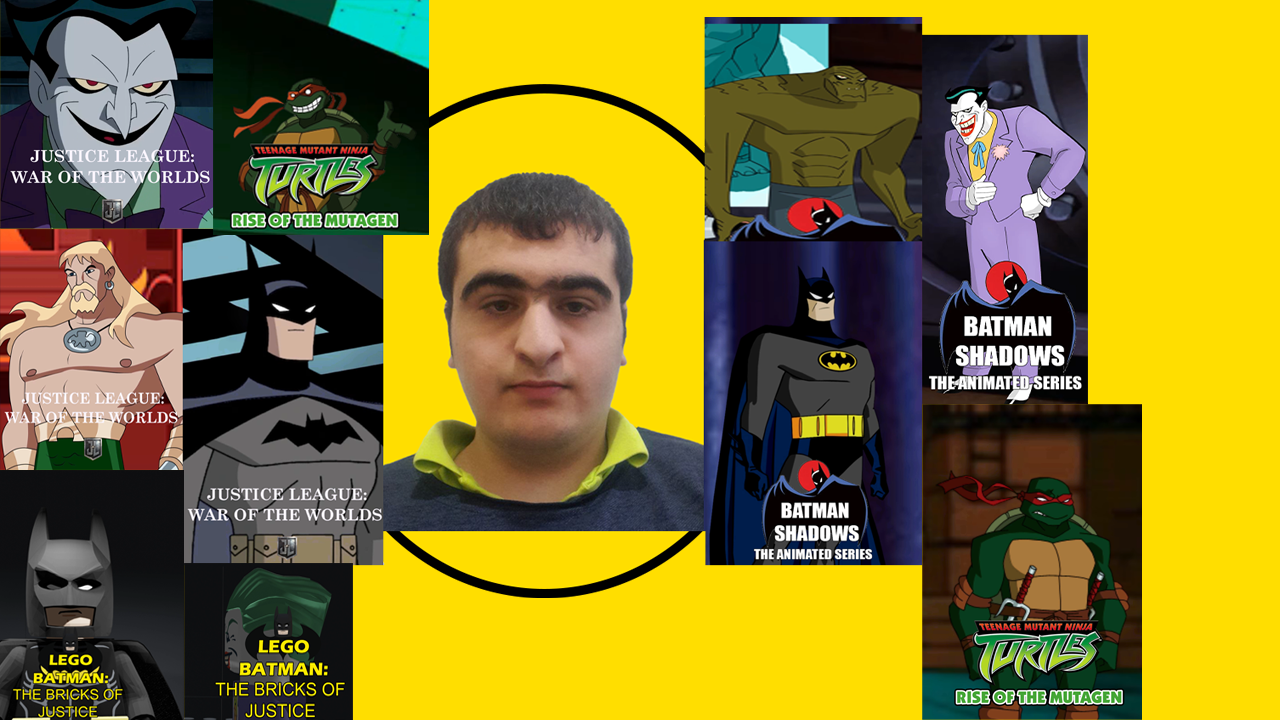 JUSTICE LEAGUE:
WAR OF THE WORLDS
TEENAGE MUTANT NINJA
TURTLES
RISE OF THE MUTAGEN
JUSTICE LEAGUE:
WAR OF THE WORLDS
JUSTICE LEAGUE:
WAR OF THE WORLDS
LEGO
BATMAN:
THE BRICKS OF
JUSTICE
LEGO
BATMAN:
THE BRICKS OF
JUSTICE
BATMAN
SHADOWS
THE ANIMATED SERIES
BATMAN
SHADOWS
THE ANIMATED SERIES
TEENAGE MUTANT NINJA
TURTLES
RISE OF THE MUTAGEN